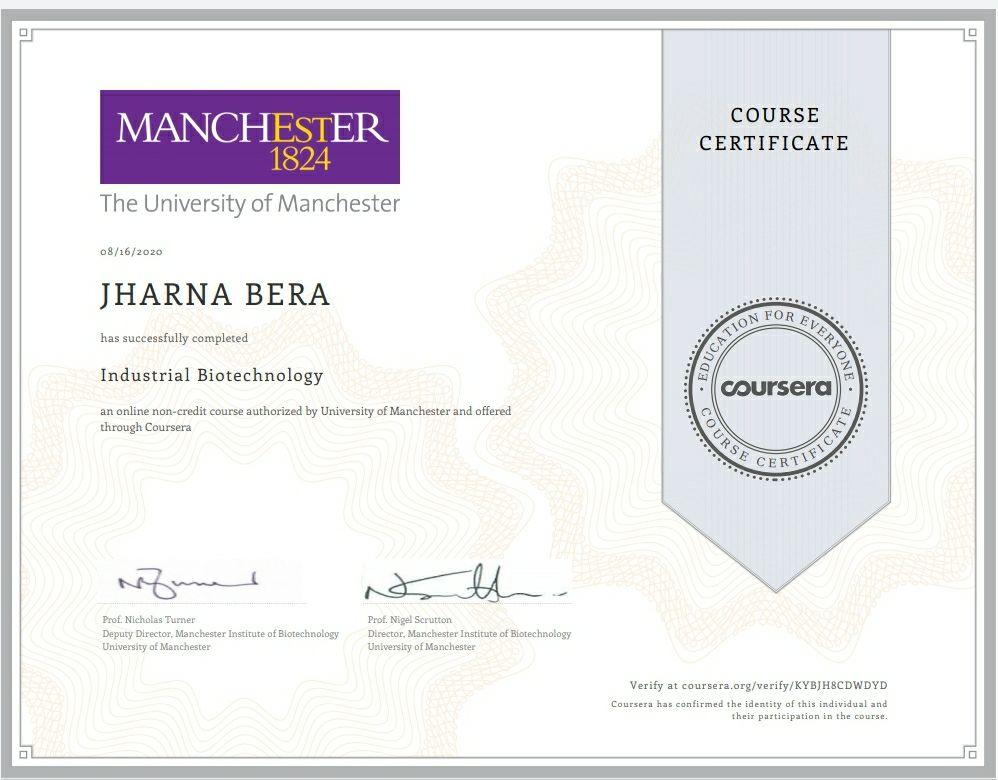 MANCHESTER
1824
The University of Manchester
08/16/2020
JHARNA BERA
has successfully completed
Industrial Biotechnology
an online non-credit course authorized by University of Manchester and offered
through Coursera
Prof. Nicholas Turner
Deputy Director, Manchester Institute of Biotechnology
University of Manchester
Prof. Nigel Scrutton
Director, Manchester Institute of Biotechnology
University of Manchester
COURSE
CERTIFICATE
EDUCATION FOR EVERYONE
coursera
COURSE CERTIFICATE
Verify at coursera.org/verify/KYBJH8CDWDYD
Coursera has confirmed the identity of this individual and
their participation in the course.